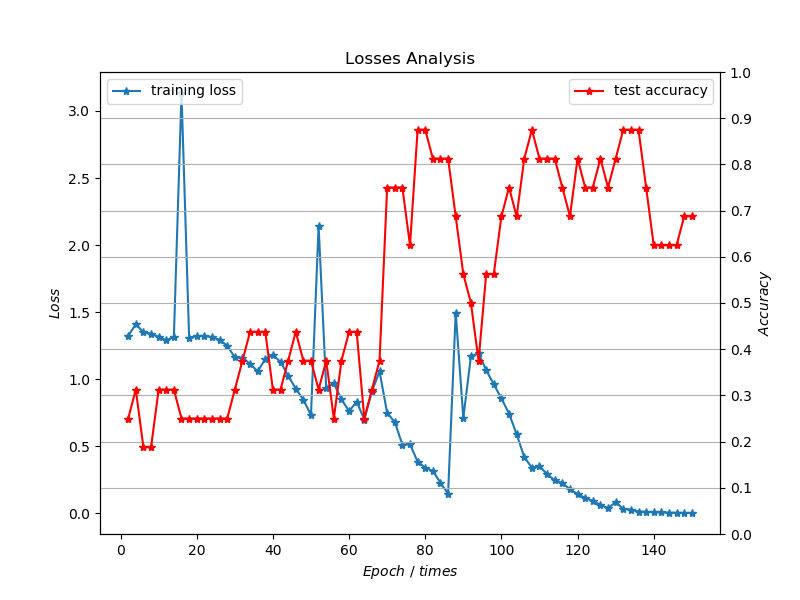 Losses Analysis
training loss
test accuracy
3.0
2.5
2.0
1.5
1.0
0.5
0.0
Loss
1.0
0.9
0.8
0.7
0.6
0.5
0.4
0.3
0.2
0.1
0.0
Accuracy
0 20 40 60 80 100 120 140
Epoch / times